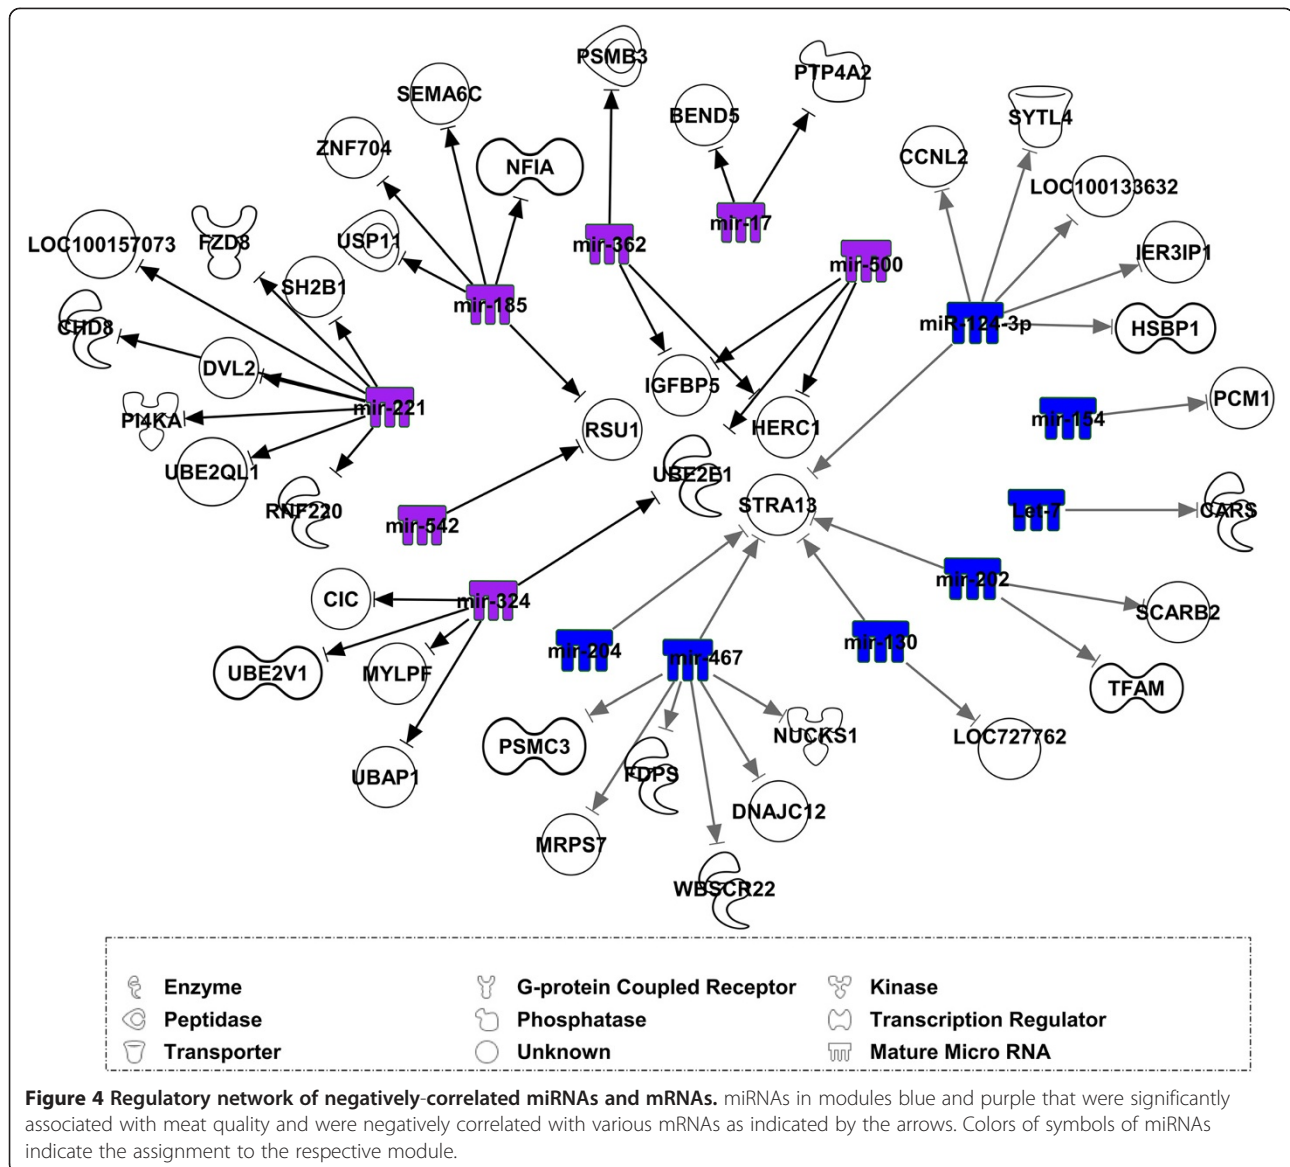 PSMB3
PTP4A2
SEMA6C
BEND5
SYTL4
ZNF704
NFIA
CCNL2
LOC100133632
LOC100157073
FZD8
USP11
mir-362
mir-17
mir-500
IER3IP1
SH2B1
mir-185
CHD8
miR-124-3p
HSBP1
DVL2
IGFBP5
PI4KA
mir-221
RSU1
HERC1
mir-154
PCM1
UBE2QL1
UBE2E1
RNF220
mir-542
STRA13
Let-7
CARS
CIC
mir-324
mir-202
SCARB2
UBE2V1
MYLPF
mir-204
mir-467
mir-130
TFAM
PSMC3
NUCKS1
LOC727762
UBAP1
FDPS
DNAJC12
MRPS7
WBSCR22
Enzyme G-protein Coupled Receptor Kinase
Peptidase Phosphatase Transcription Regulator
Transporter Unknown Mature Micro RNA
Figure 4 Regulatory network of negatively-correlated miRNAs and mRNAs. miRNAs in modules blue and purple that were significantly
associated with meat quality and were negatively correlated with various mRNAs as indicated by the arrows. Colors of symbols of miRNAs
indicate the assignment to the respective module.